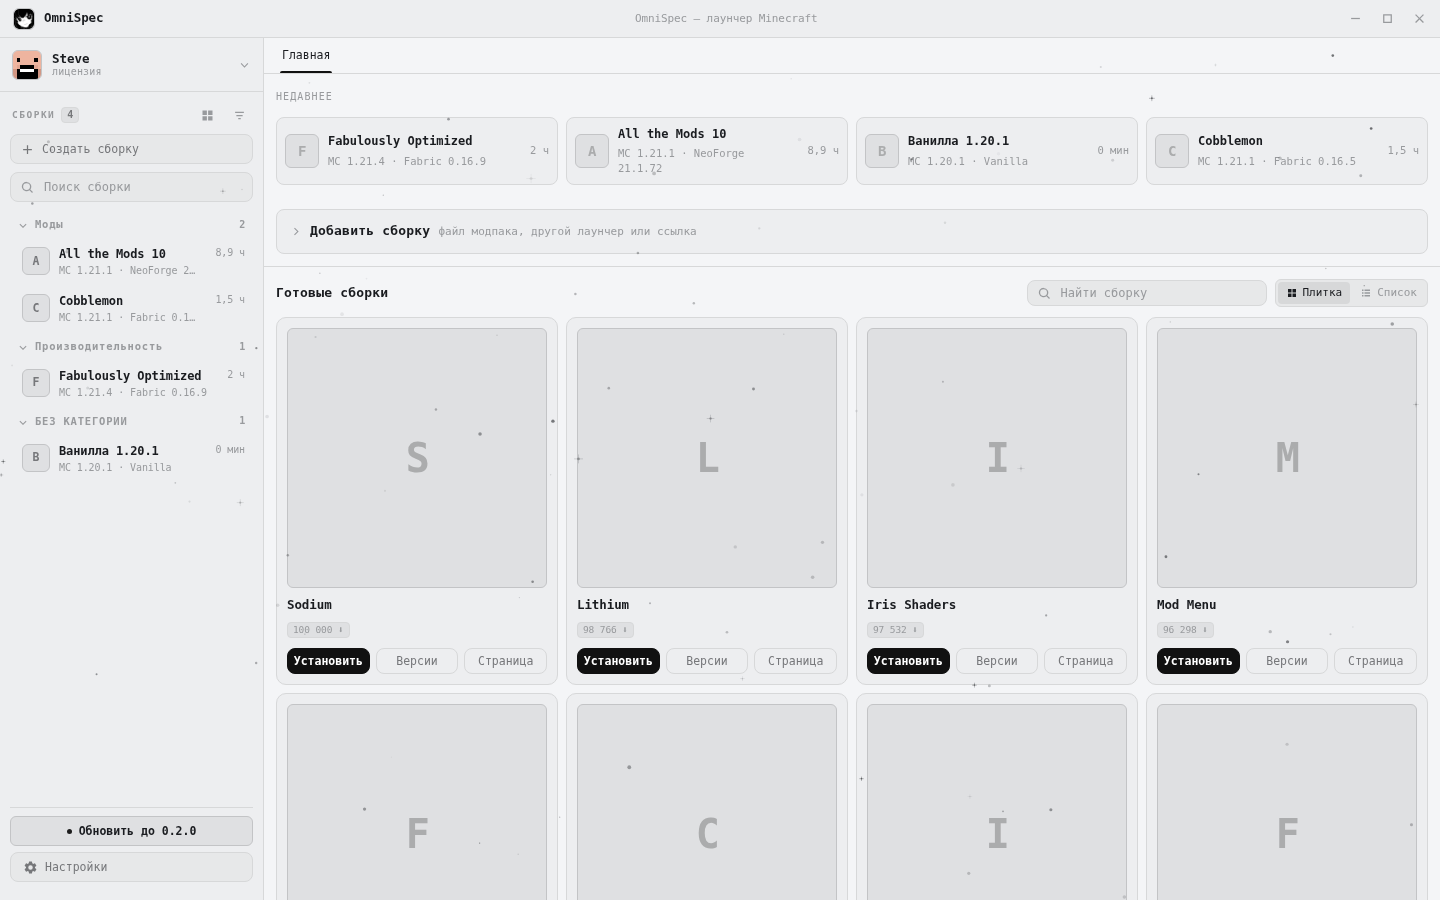 OmniSpec
OmniSpec — лаунчер Minecraft
Steve
лицензия
СБОРКИ 4
Создать сборку
Поиск сборки
Моды 2
A
All the Mods 10
8,9 ч
MC 1.21.1 · NeoForge 2…
C
Cobblemon
1,5 ч
MC 1.21.1 · Fabric 0.1…
Производительность 1
F
Fabulously Optimized
2 ч
MC 1.21.4 · Fabric 0.16.9
БЕЗ КАТЕГОРИИ 1
B
Ванилла 1.20.1
0 мин
MC 1.20.1 · Vanilla
Обновить до 0.2.0
Настройки
Главная
НЕДАВНЕЕ
F
Fabulously Optimized
MC 1.21.4 · Fabric 0.16.9
2 ч
A
All the Mods 10
MC 1.21.1 · NeoForge
21.1.72
8,9 ч
В
Ванилла 1.20.1
MC 1.20.1 · Vanilla
0 мин
C
Cobblemon
MC 1.21.1 · Fabric 0.16.5
1,5 ч
Добавить сборку файл модпака, другой лаунчер или ссылка
Готовые сборки
Найти сборку
Плитка
Список
S
Sodium
100 000 ⬇
Установить Версии Страница
L
Lithium
98 766 ⬇
Установить Версии Страница
I
Iris Shaders
97 532 ⬇
Установить Версии Страница
M
Mod Menu
96 298 ⬇
Установить Версии Страница
F
C
I
F